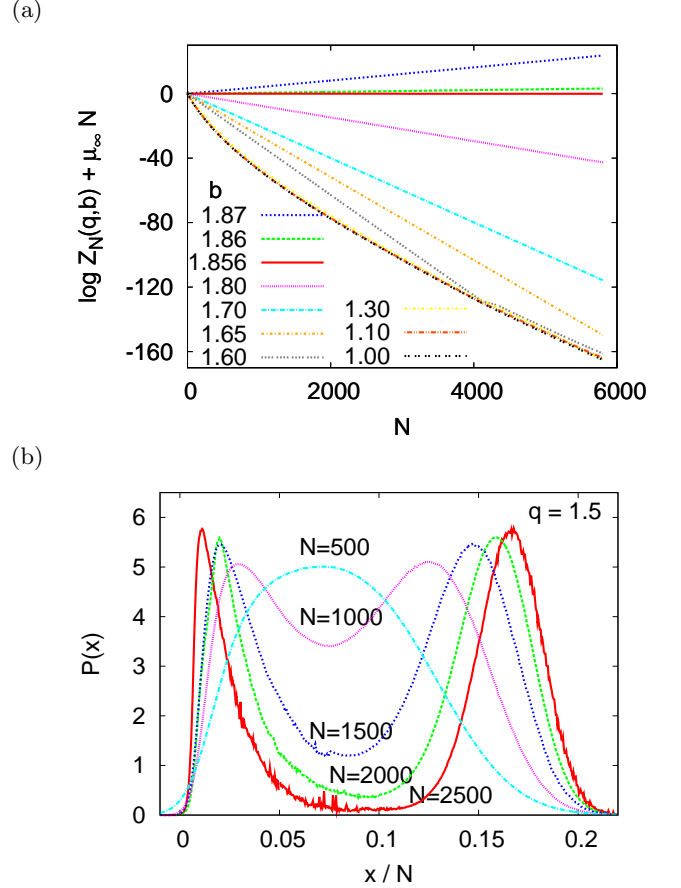 (a)
log Z_N(q,b) + μ_∞ N
0
-40
-80
-120
-160
b
1.87
1.86
1.856
1.80
1.70
1.65
1.60
1.30
1.10
1.00
0 2000 4000 6000
N
(b)
q = 1.5
P(x)
6
5
4
3
2
1
0
N=500
N=1000
N=1500
N=2000
N=2500
0 0.05 0.1 0.15 0.2
x / N